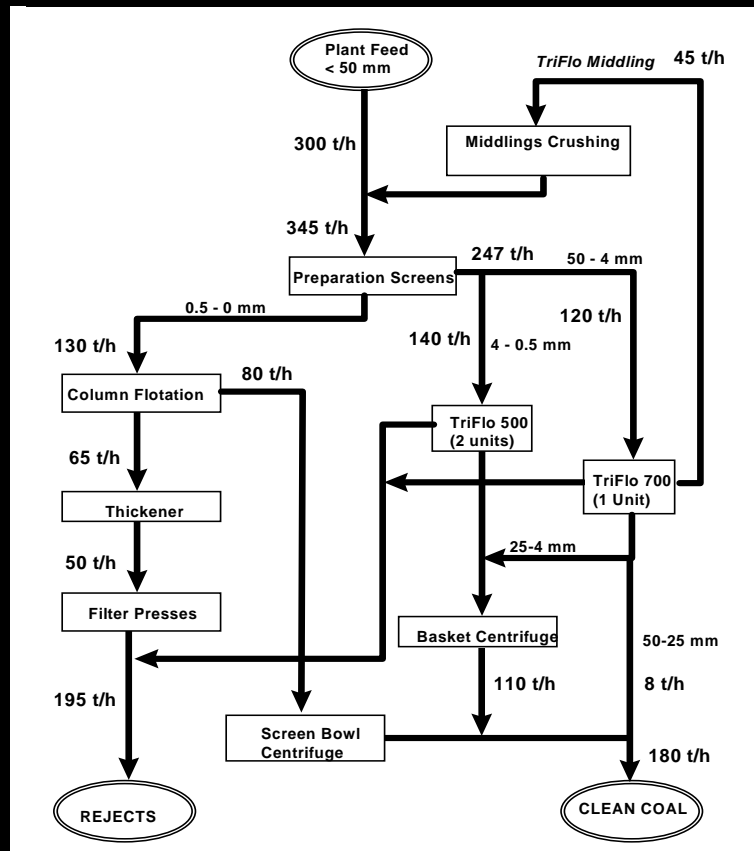 Plant Feed
< 50 mm
TriFlo Middling
45 t/h
Middlings Crushing
300 t/h
345 t/h
247 t/h
50 - 4 mm
Preparation Screens
0.5 - 0 mm
120 t/h
140 t/h
4 - 0.5 mm
130 t/h
80 t/h
Column Flotation
TriFlo 500
(2 units)
65 t/h
TriFlo 700
(1 Unit)
Thickener
25-4 mm
50 t/h
Filter Presses
Basket Centrifuge
50-25 mm
110 t/h
8 t/h
195 t/h
Screen Bowl
Centrifuge
180 t/h
REJECTS
CLEAN COAL